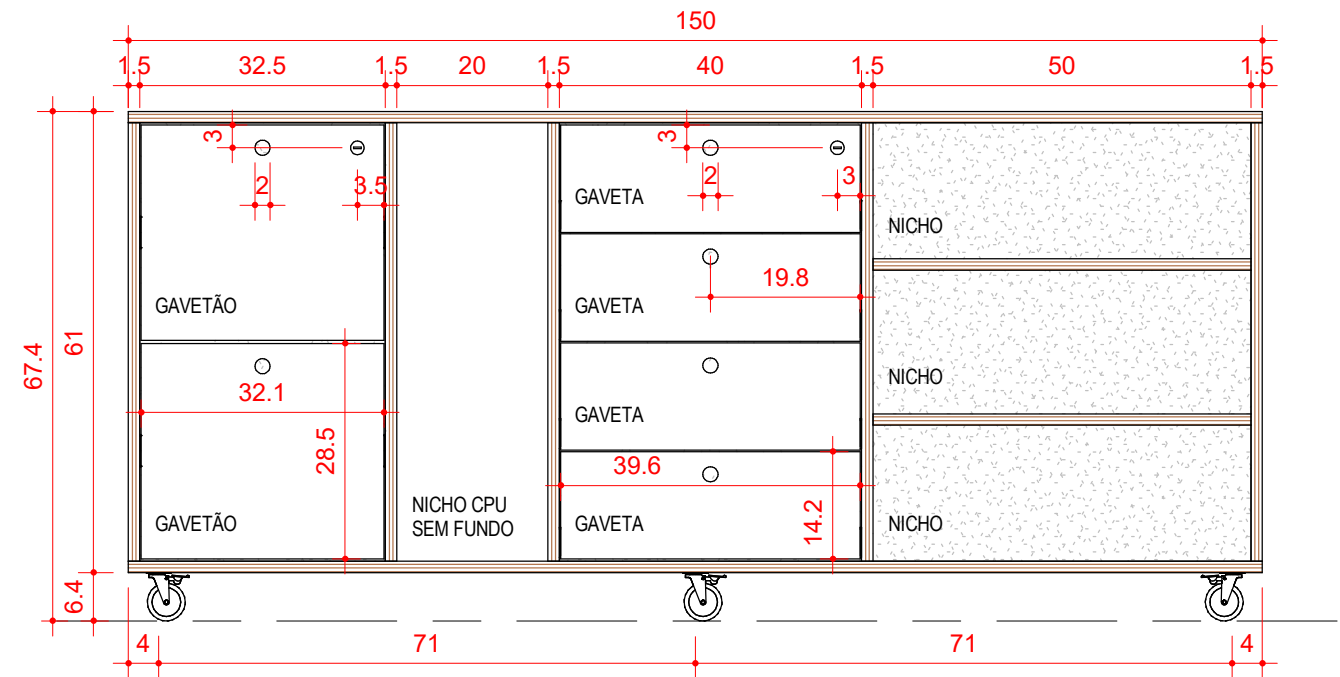 150
1.5 32.5 1.5 20 1.5 40 1.5 50 1.5
3
3
2
3.5
2
3
GAVETA
NICHO
19.8
GAVETÃO
GAVETA
61
67.4
32.1
NICHO
28.5
GAVETA
39.6
14.2
NICHO CPU
SEM FUNDO
GAVETÃO
GAVETA
NICHO
6.4
4 71 71 4